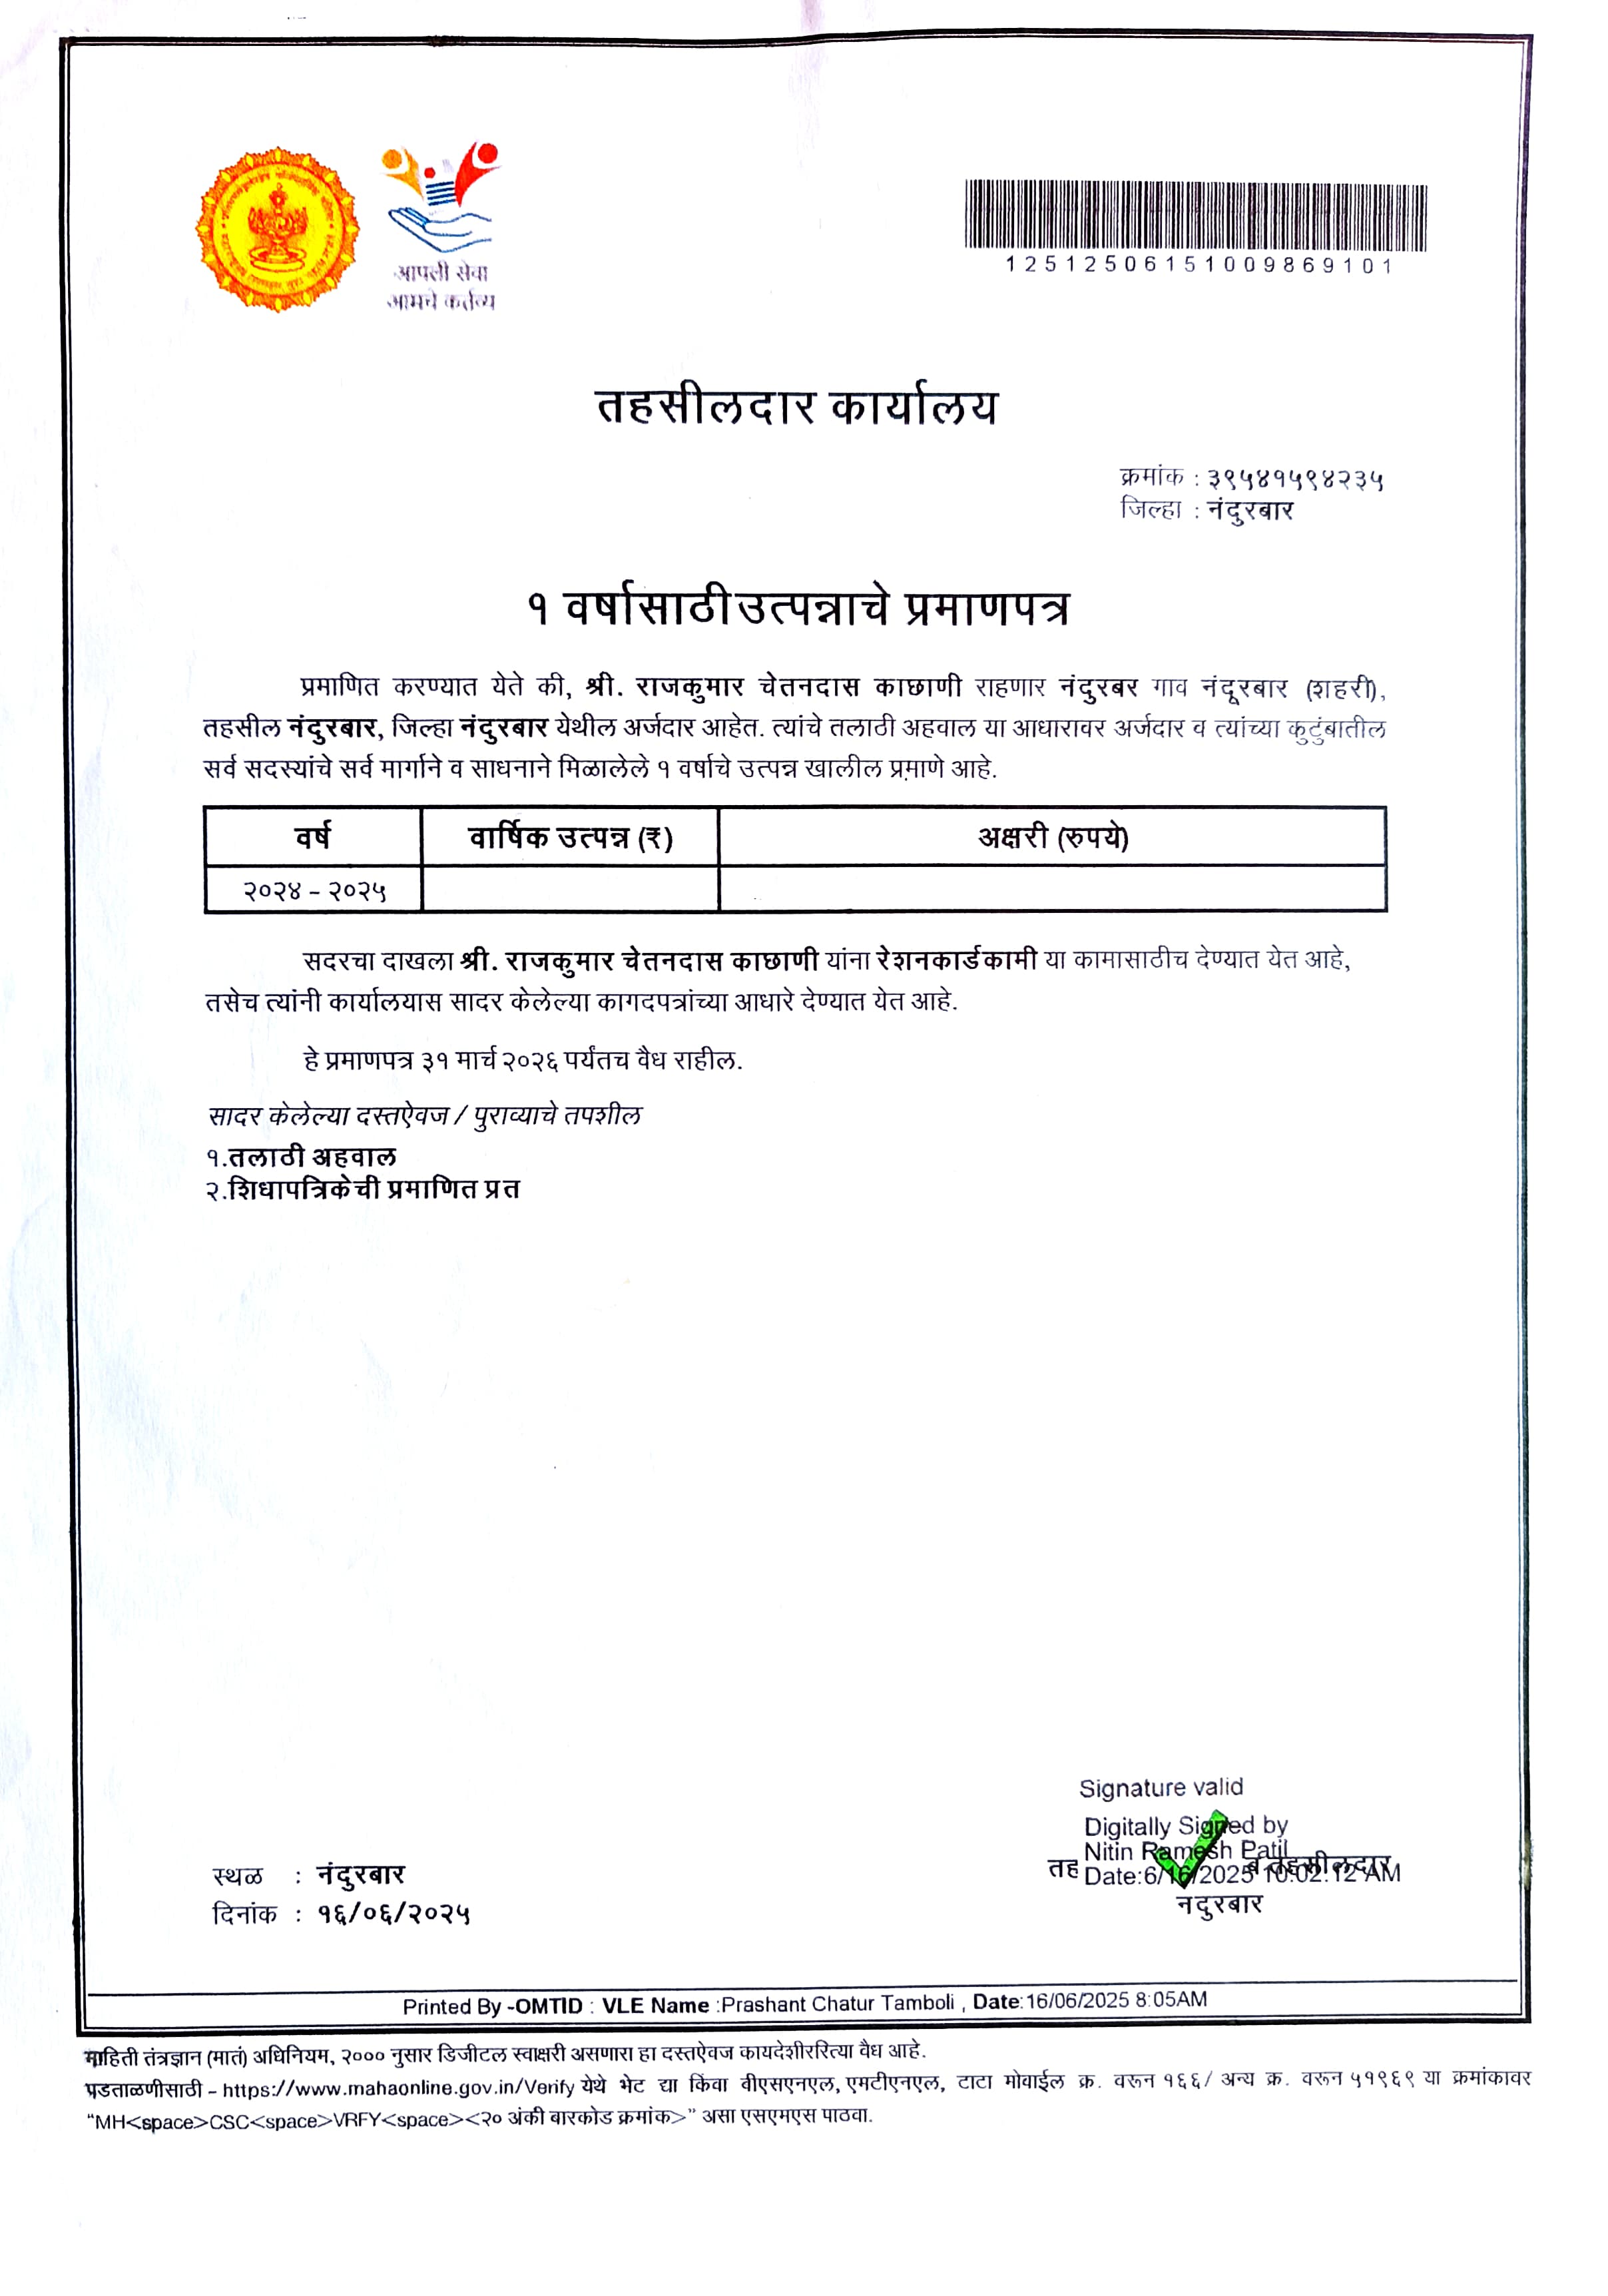 आपली सेवा
आमचे कर्तव्य
12512506151009869101
तहसीलदार कार्यालय
क्रमांक : ३९५४१५९४२३५
जिल्हा : नंदुरबार
१ वर्षासाठी उत्पन्नाचे प्रमाणपत्र
प्रमाणित करण्यात येते की, श्री. राजकुमार चेतनदास काछाणी राहणार नंदुरबर गाव नंदूरबार (शहरी),
तहसील नंदुरबार, जिल्हा नंदुरबार येथील अर्जदार आहेत. त्यांचे तलाठी अहवाल या आधारावर अर्जदार व त्यांच्या कुटुंबातील
सर्व सदस्यांचे सर्व मार्गाने व साधनाने मिळालेले १ वर्षाचे उत्पन्न खालील प्रमाणे आहे.
वर्ष वार्षिक उत्पन्न (₹) अक्षरी (रुपये)
२०२४ - २०२५
सदरचा दाखला श्री. राजकुमार चेतनदास काछाणी यांना रेशनकार्डकामी या कामासाठीच देण्यात येत आहे,
तसेच त्यांनी कार्यालयास सादर केलेल्या कागदपत्रांच्या आधारे देण्यात येत आहे.
हे प्रमाणपत्र ३१ मार्च २०२६ पर्यंतच वैध राहील.
सादर केलेल्या दस्तऐवज / पुराव्याचे तपशील
१.तलाठी अहवाल
२.शिधापत्रिकेची प्रमाणित प्रत
Signature valid
Digitally Signed by
Nitin Ramesh Patil
Date:6/16/2025 10:02:12 AM
तह ब तहसीलदार
नंदुरबार
स्थळ : नंदुरबार
दिनांक : १६/०६/२०२५
Printed By -OMTID : VLE Name :Prashant Chatur Tamboli , Date:16/06/2025 8:05AM
माहिती तंत्रज्ञान (मातं) अधिनियम, २००० नुसार डिजीटल स्वाक्षरी असणारा हा दस्तऐवज कायदेशीररित्या वैध आहे.
पडताळणीसाठी - https://www.mahaonline.gov.in/Verify येथे भेट द्या किंवा वीएसएनएल, एमटीएनएल, टाटा मोवाईल क्र. वरून १६६/ अन्य क्र. वरून ५१९६९ या क्रमांकावर
“MH<space>CSC<space>VRFY<space><२० अंकी बारकोड क्रमांक>” असा एसएमएस पाठवा.